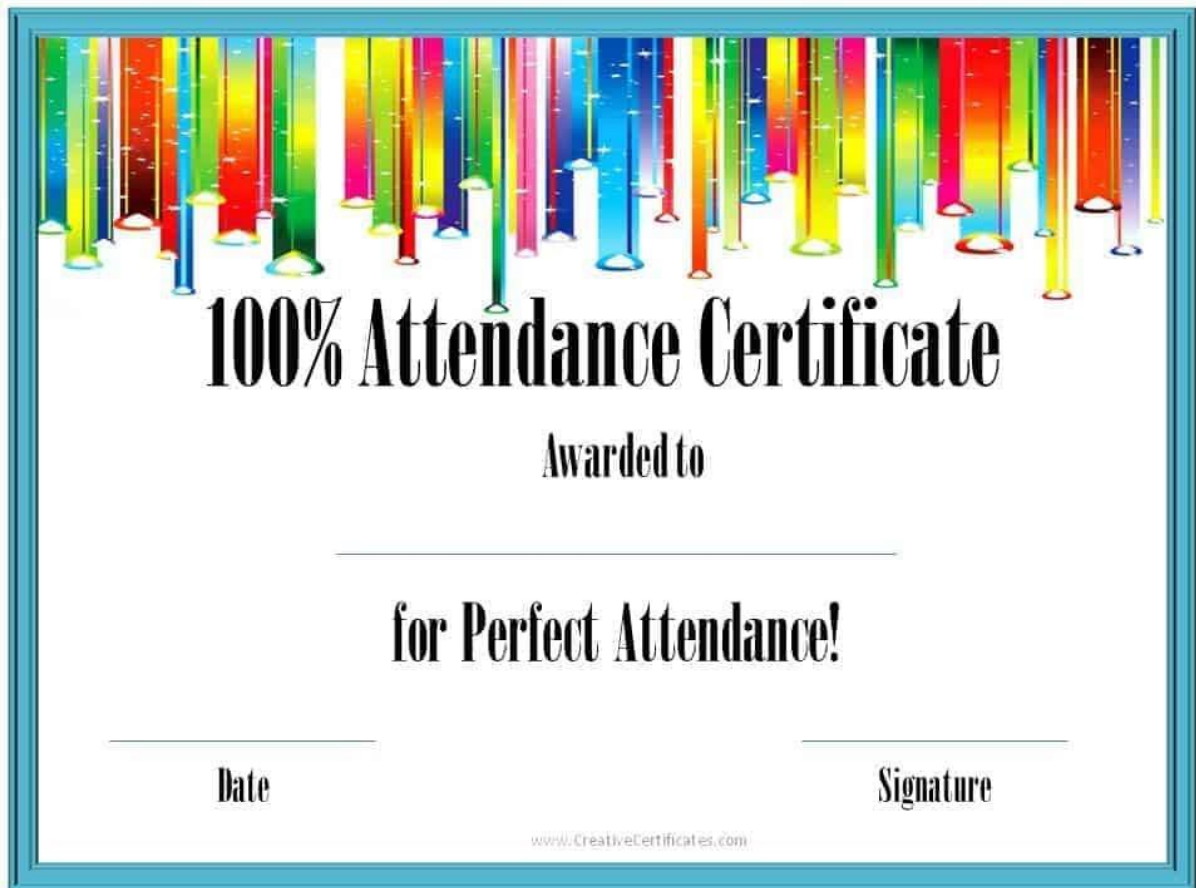 100% Attendance Certificate
Awarded to
for Perfect Attendance!
Date
Signature
www.CreativeCertificates.com